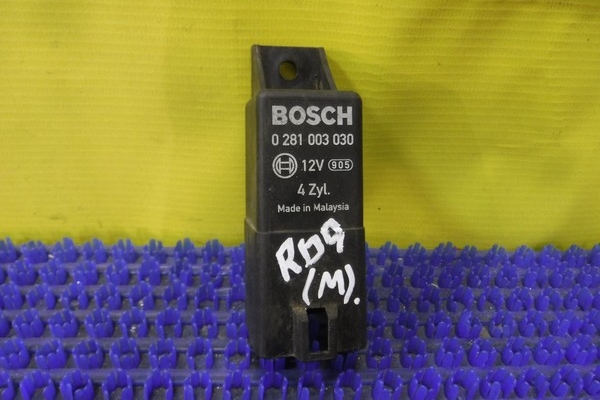 BOSCH
0 281 003 030
12V 905
4 Zyl.
Made in Malaysia
RD9
(M).